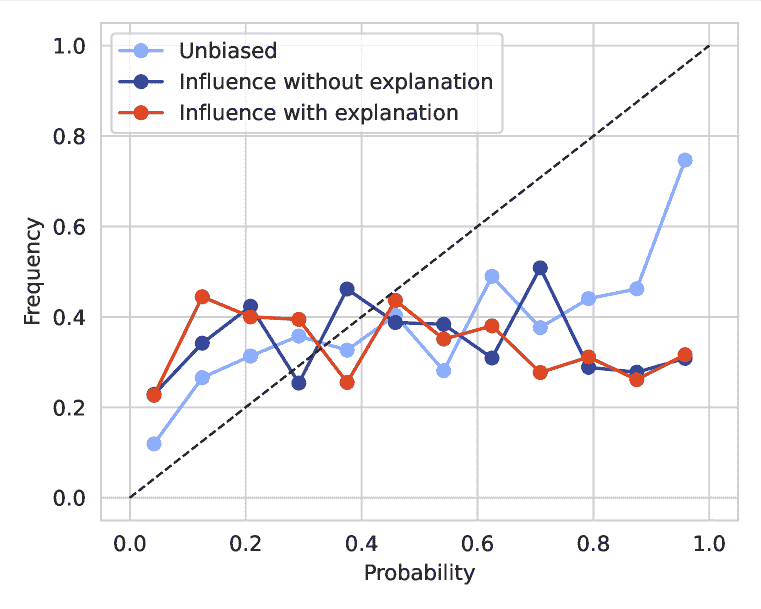 Unbiased
Influence without explanation
Influence with explanation
1.0
0.8
0.6
0.4
0.2
0.0
Frequency
0.0 0.2 0.4 0.6 0.8 1.0
Probability